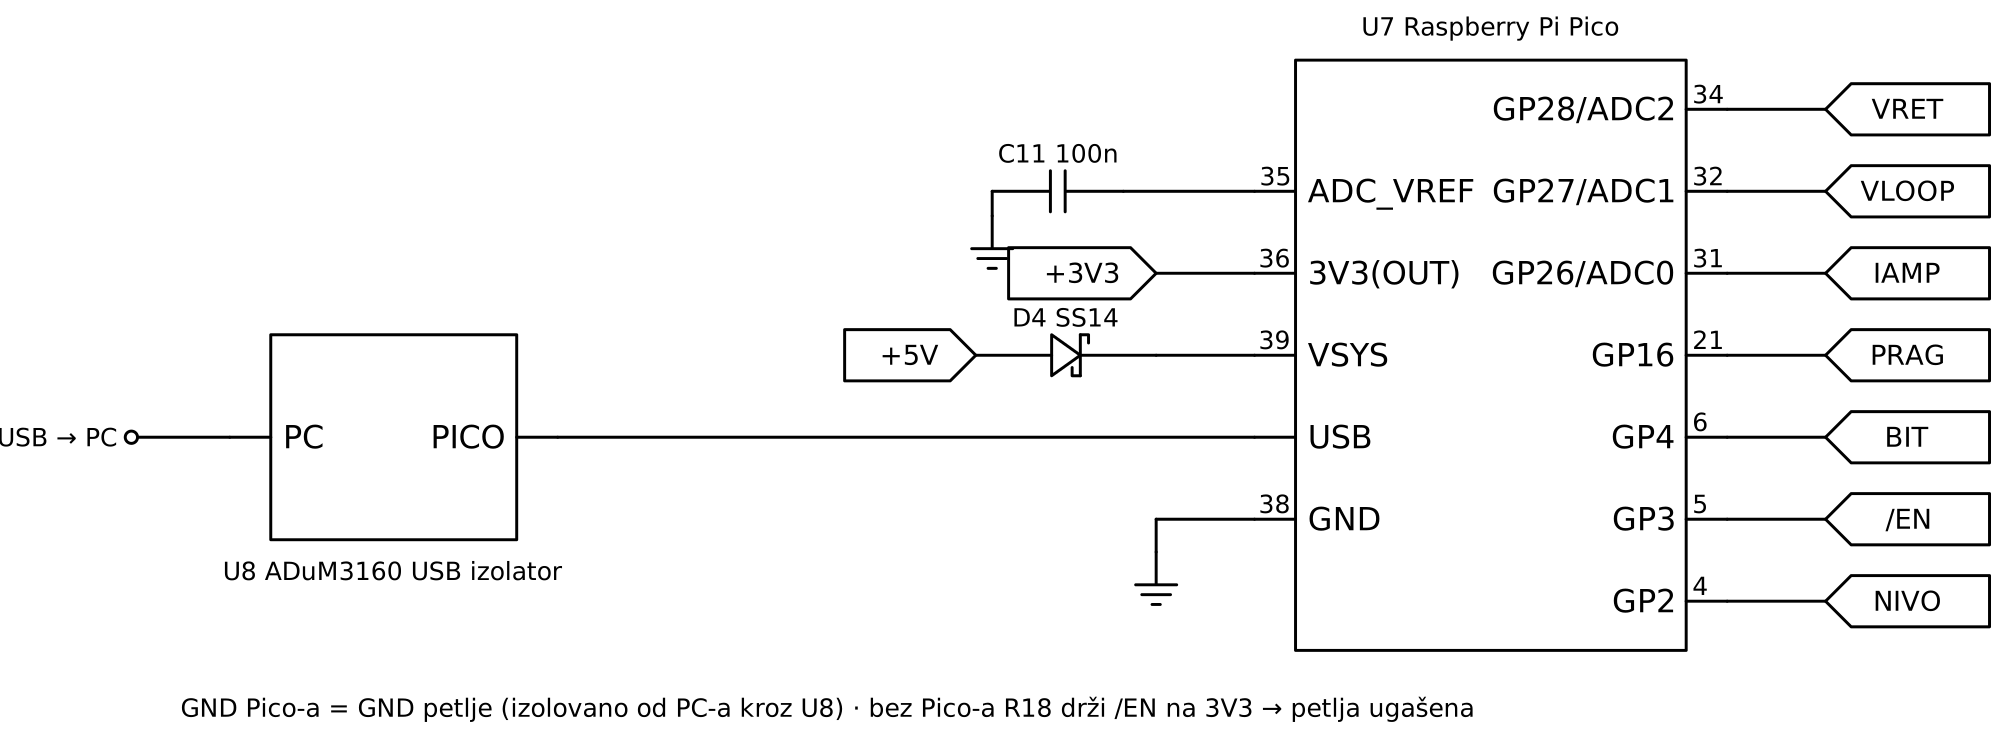 U7 Raspberry Pi Pico
GP28/ADC2 34 VRET
C11 100n
35 ADC_VREF GP27/ADC1 32 VLOOP
+3V3 36 3V3(OUT) GP26/ADC0 31 IAMP
D4 SS14
+5V 39 VSYS GP16 21 PRAG
USB → PC PC PICO USB GP4 6 BIT
38 GND GP3 5 /EN
U8 ADuM3160 USB izolator
GP2 4 NIVO
GND Pico-a = GND petlje (izolovano od PC-a kroz U8) · bez Pico-a R18 drži /EN na 3V3 → petlja ugašena